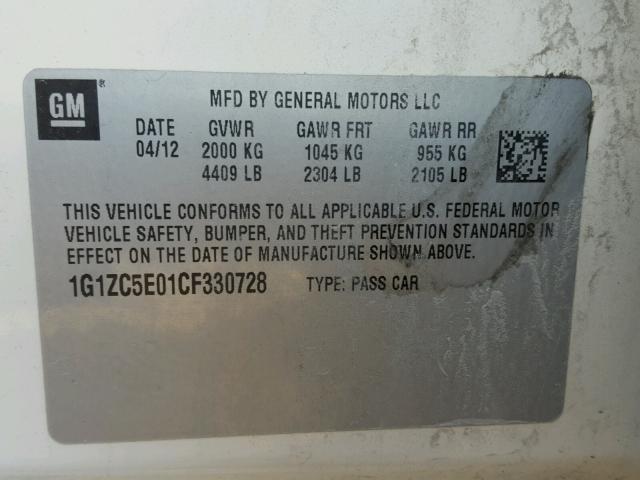 GM ®
MFD BY GENERAL MOTORS LLC
DATE GVWR GAWR FRT GAWR RR
04/12 2000 KG 1045 KG 955 KG
4409 LB 2304 LB 2105 LB
THIS VEHICLE CONFORMS TO ALL APPLICABLE U.S. FEDERAL MOTOR
VEHICLE SAFETY, BUMPER, AND THEFT PREVENTION STANDARDS IN
EFFECT ON THE DATE OF MANUFACTURE SHOWN ABOVE.
1G1ZC5E01CF330728 TYPE: PASS CAR